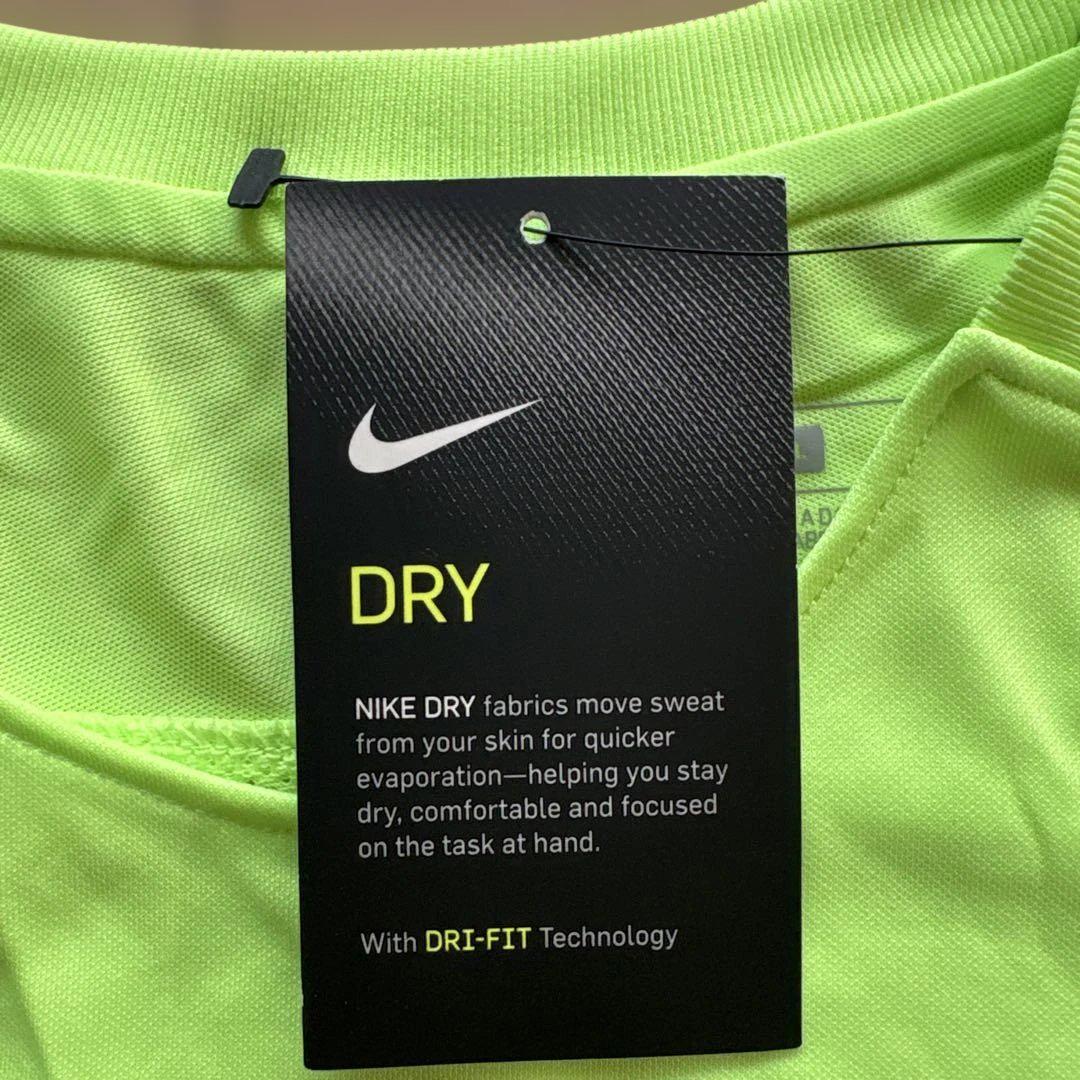 DRY
NIKE DRY fabrics move sweat
from your skin for quicker
evaporation—helping you stay
dry, comfortable and focused
on the task at hand.
With DRI-FIT Technology